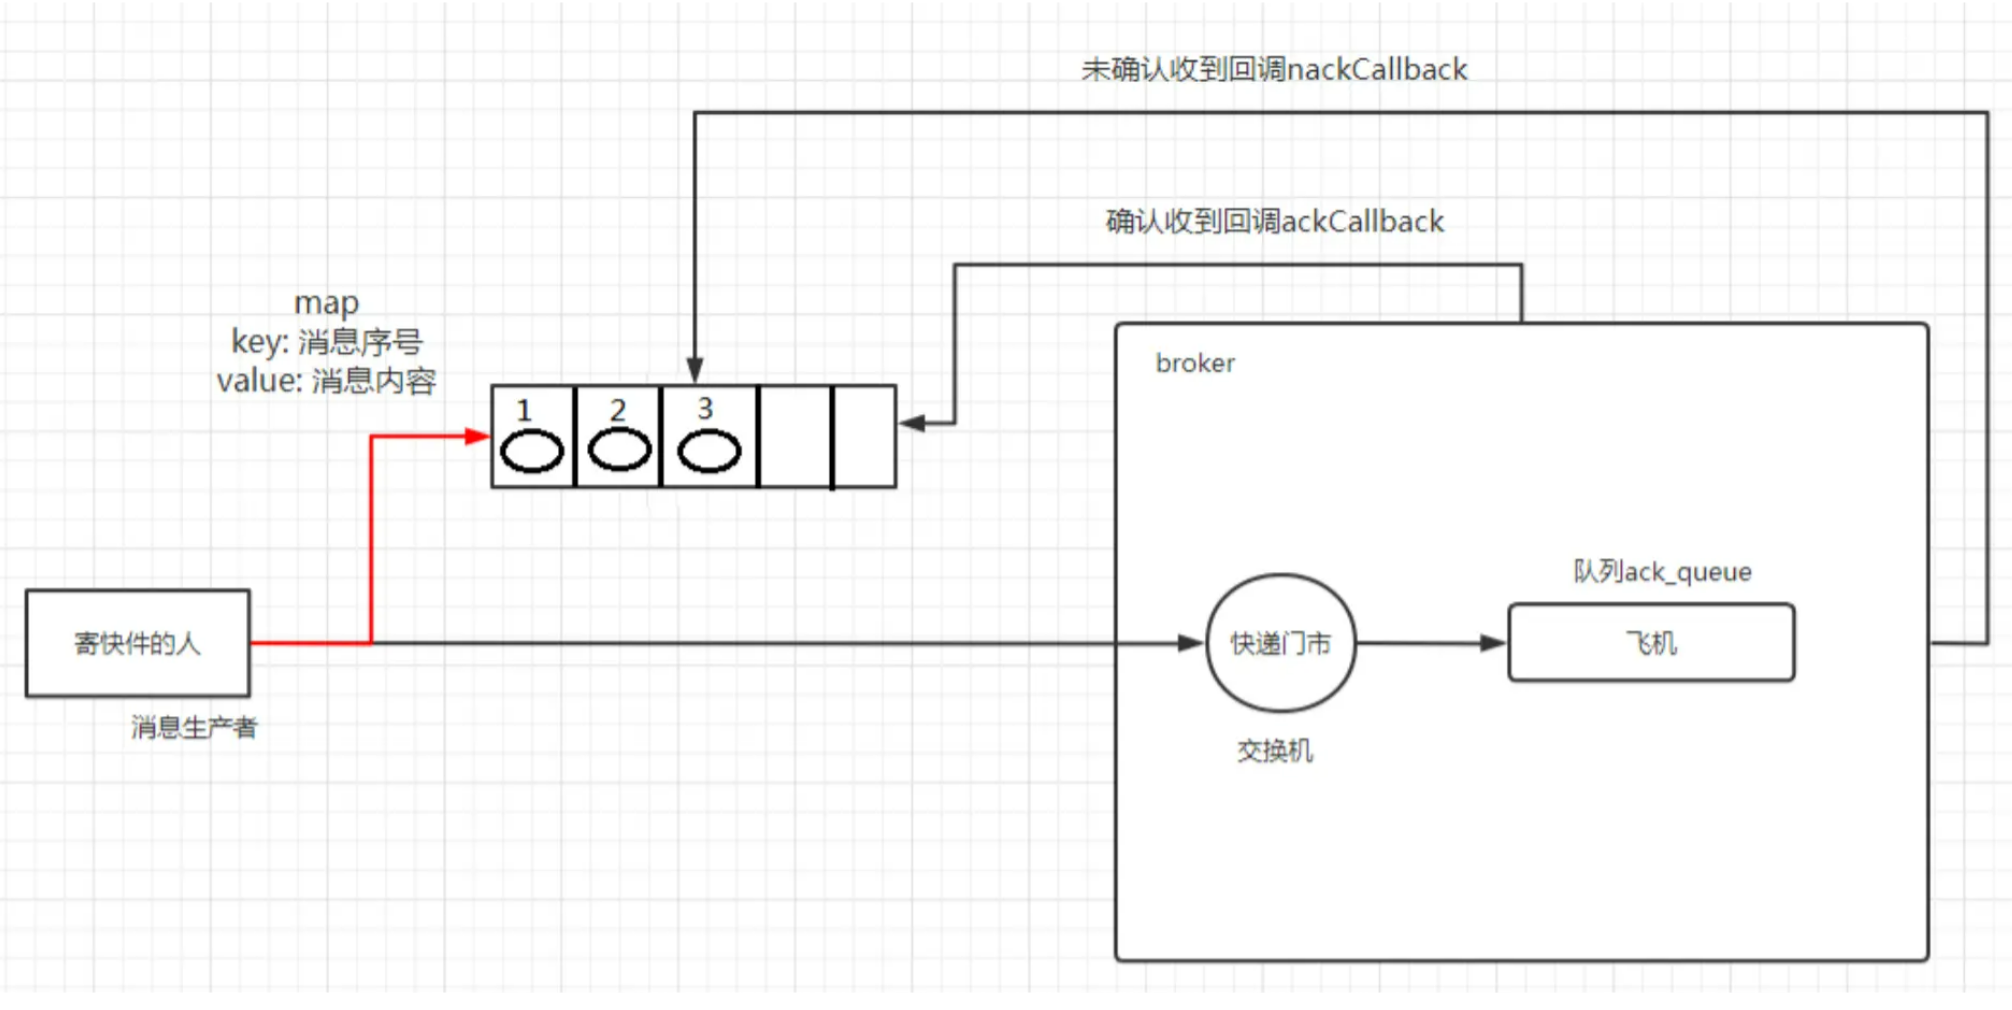 未确认收到回调nackCallback
确认收到回调ackCallback
map
key: 消息序号
value: 消息内容
1
2
3
broker
队列ack_queue
寄快件的人
快递门市
飞机
消息生产者
交换机